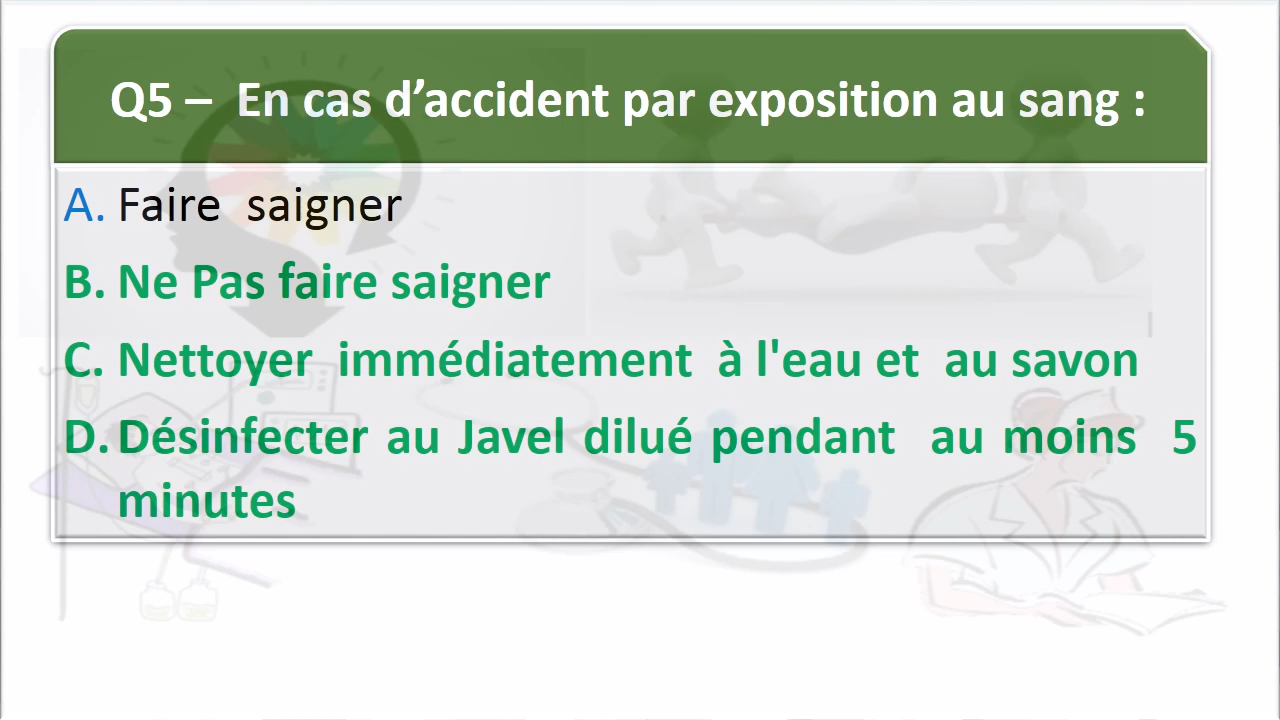 Q5 – En cas d’accident par exposition au sang :
A. Faire saigner
B. Ne Pas faire saigner
C. Nettoyer immédiatement à l'eau et au savon
D. Désinfecter au Javel dilué pendant au moins 5
minutes